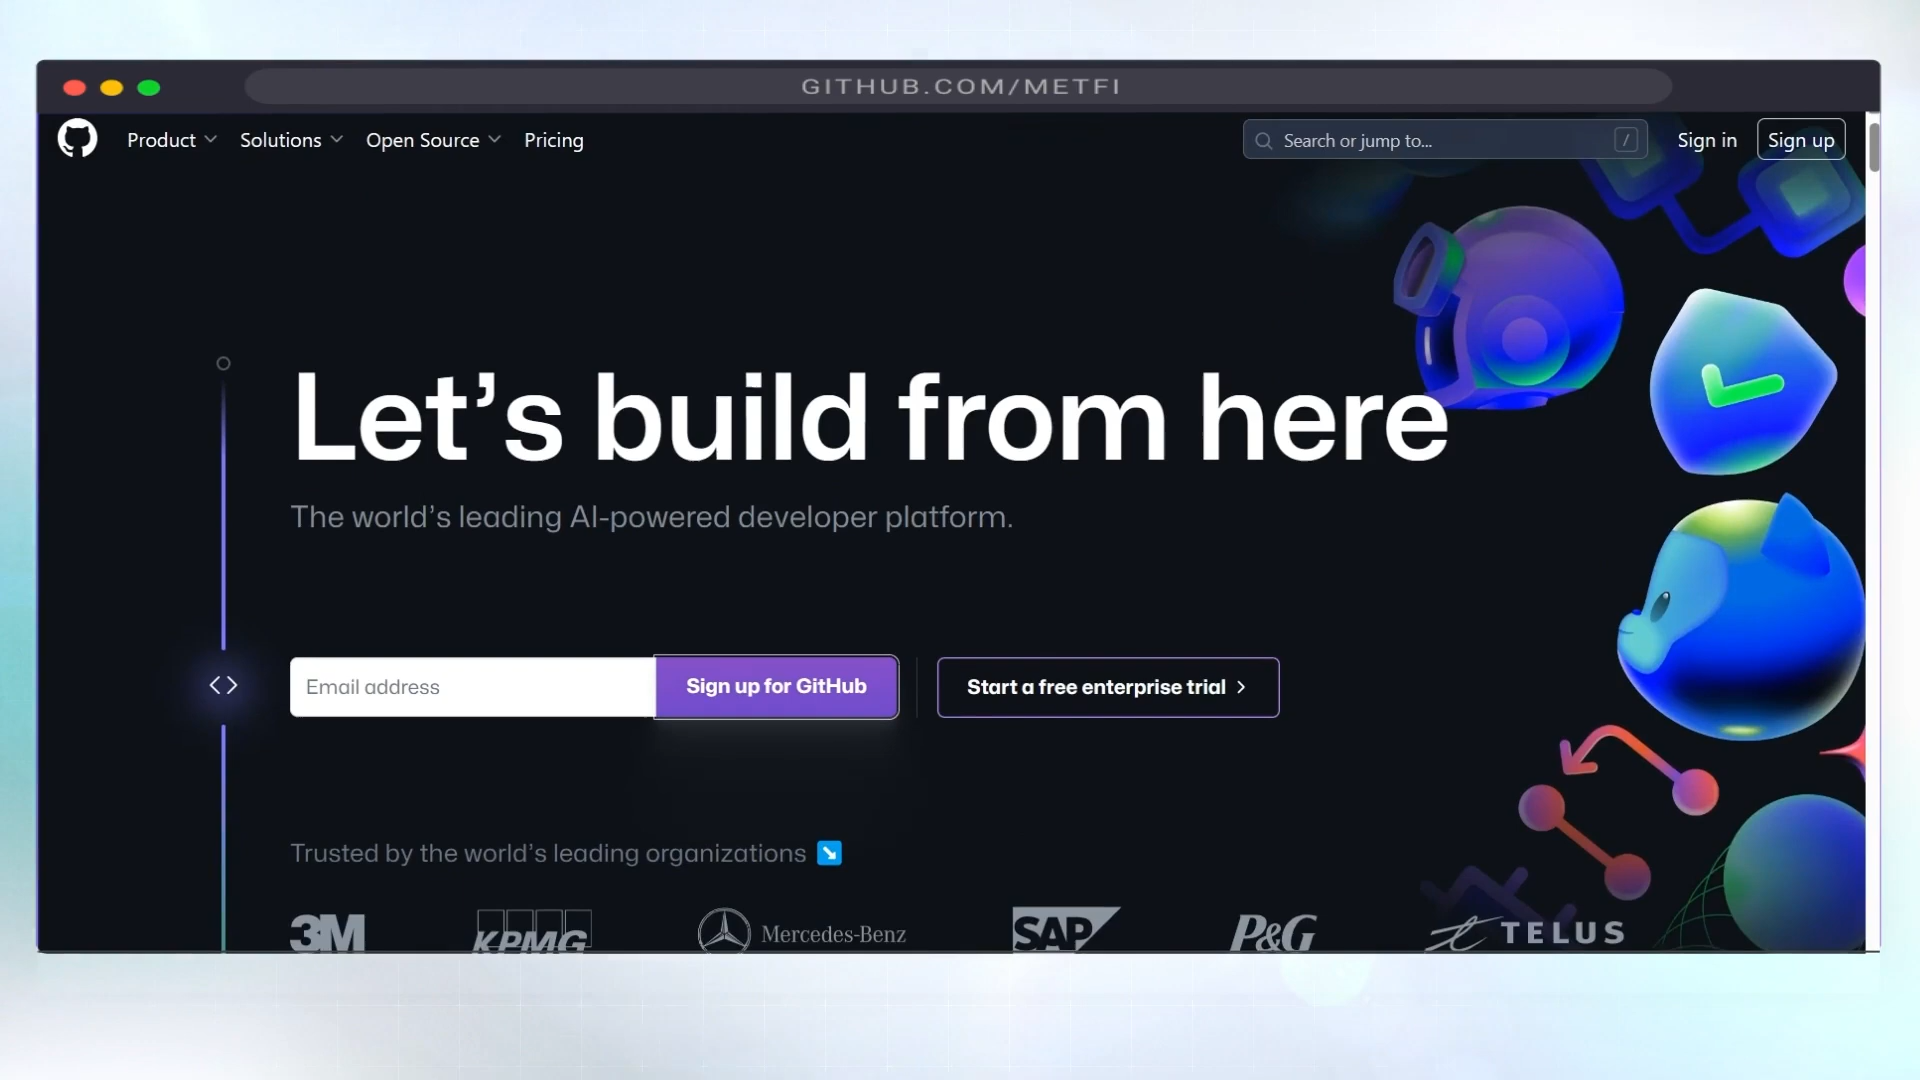 GITHUB.COM/METFI
Product Solutions Open Source Pricing Search or jump to... / Sign in Sign up
Let’s build from here
The world’s leading AI-powered developer platform.
Email address Sign up for GitHub Start a free enterprise trial
Trusted by the world’s leading organizations
3M KPMG Mercedes-Benz SAP P&G TELUS